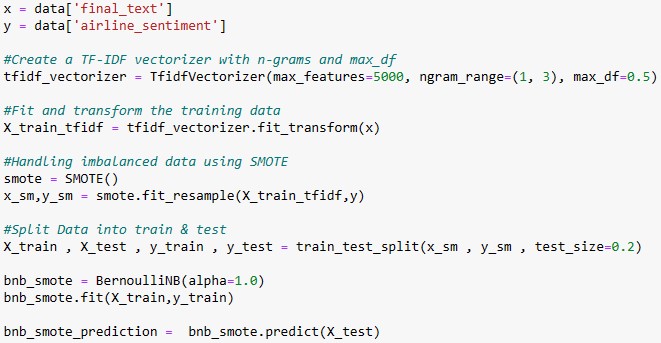 x = data['final_text']
y = data['airline_sentiment']
#Create a TF-IDF vectorizer with n-grams and max_df
tfidf_vectorizer = TfidfVectorizer(max_features=5000, ngram_range=(1, 3), max_df=0.5)
#Fit and transform the training data
X_train_tfidf = tfidf_vectorizer.fit_transform(x)
#Handling imbalanced data using SMOTE
smote = SMOTE()
x_sm,y_sm = smote.fit_resample(X_train_tfidf,y)
#Split Data into train & test
X_train , X_test , y_train , y_test = train_test_split(x_sm , y_sm , test_size=0.2)
bnb_smote = BernoulliNB(alpha=1.0)
bnb_smote.fit(X_train,y_train)
bnb_smote_prediction =  bnb_smote.predict(X_test)